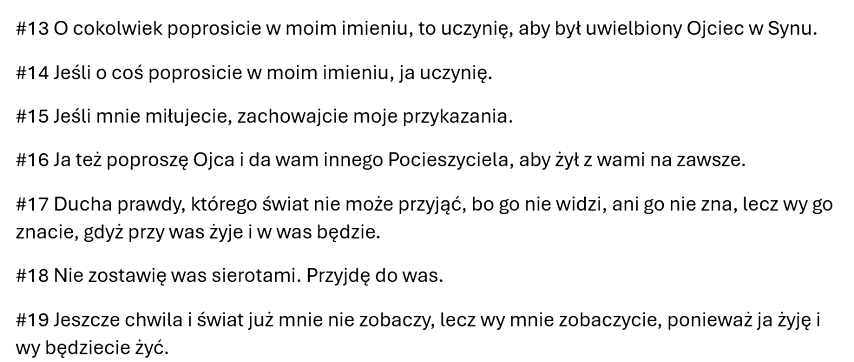 #13 O cokolwiek poprosicie w moim imieniu, to uczynię, aby był uwielbiony Ojciec w Synu.
#14 Jeśli o coś poprosicie w moim imieniu, ja uczynię.
#15 Jeśli mnie miłujecie, zachowajcie moje przykazania.
#16 Ja też poproszę Ojca i da wam innego Pocieszyciela, aby żył z wami na zawsze.
#17 Ducha prawdy, którego świat nie może przyjąć, bo go nie widzi, ani go nie zna, lecz wy go
znacie, gdyż przy was żyje i w was będzie.
#18 Nie zostawię was sierotami. Przyjdę do was.
#19 Jeszcze chwila i świat już mnie nie zobaczy, lecz wy mnie zobaczycie, ponieważ ja żyję i
wy będziecie żyć.